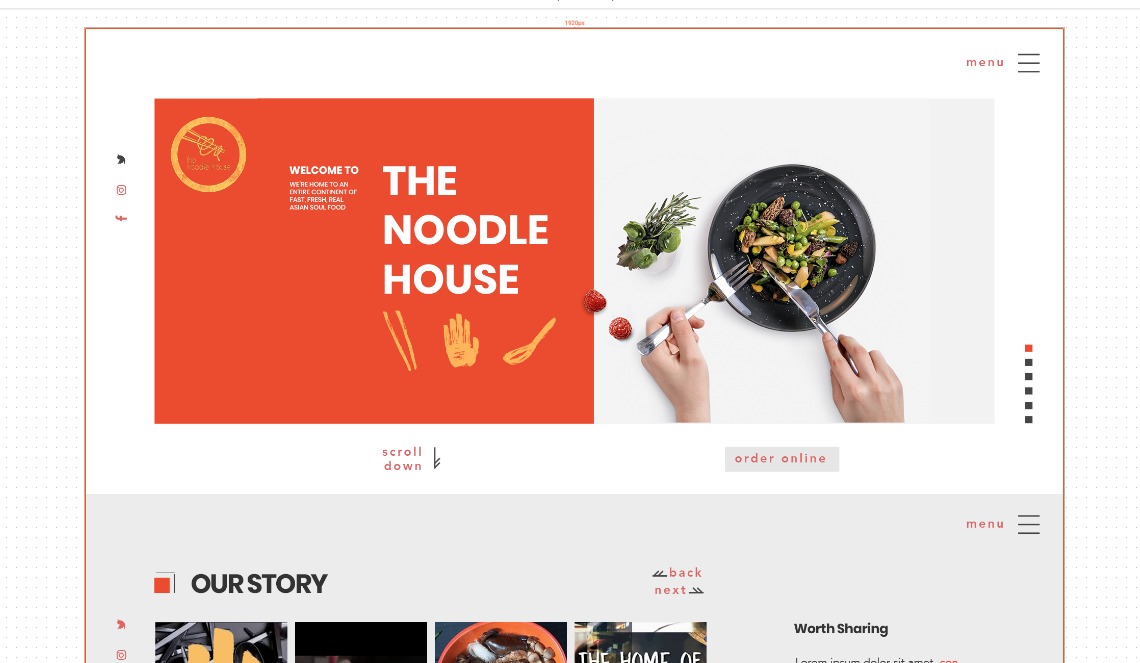 1920px
menu
the
noodle house
WELCOME TO
WE'RE HOME TO AN
ENTIRE CONTINENT OF
FAST, FRESH, REAL
ASIAN SOUL FOOD
THE
NOODLE
HOUSE
scroll
down
order online
menu
OUR STORY
back
next
THE HOME OF
Worth Sharing
Lorem ipsum dolor sit amet, con